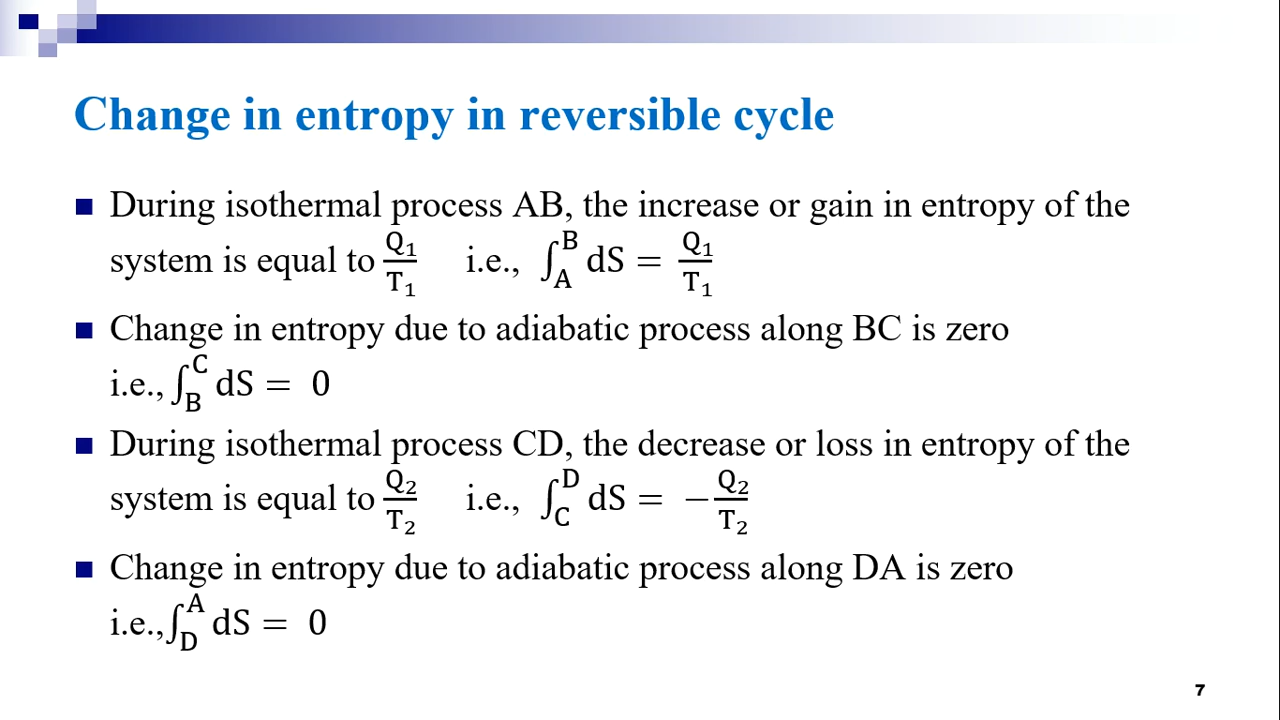 Change in entropy in reversible cycle
During isothermal process AB, the increase or gain in entropy of the
system is equal to Q₁/T₁ i.e., ∫_A^B dS = Q₁/T₁
Change in entropy due to adiabatic process along BC is zero
i.e., ∫_B^C dS = 0
During isothermal process CD, the decrease or loss in entropy of the
system is equal to Q₂/T₂ i.e., ∫_C^D dS = −Q₂/T₂
Change in entropy due to adiabatic process along DA is zero
i.e., ∫_D^A dS = 0
7